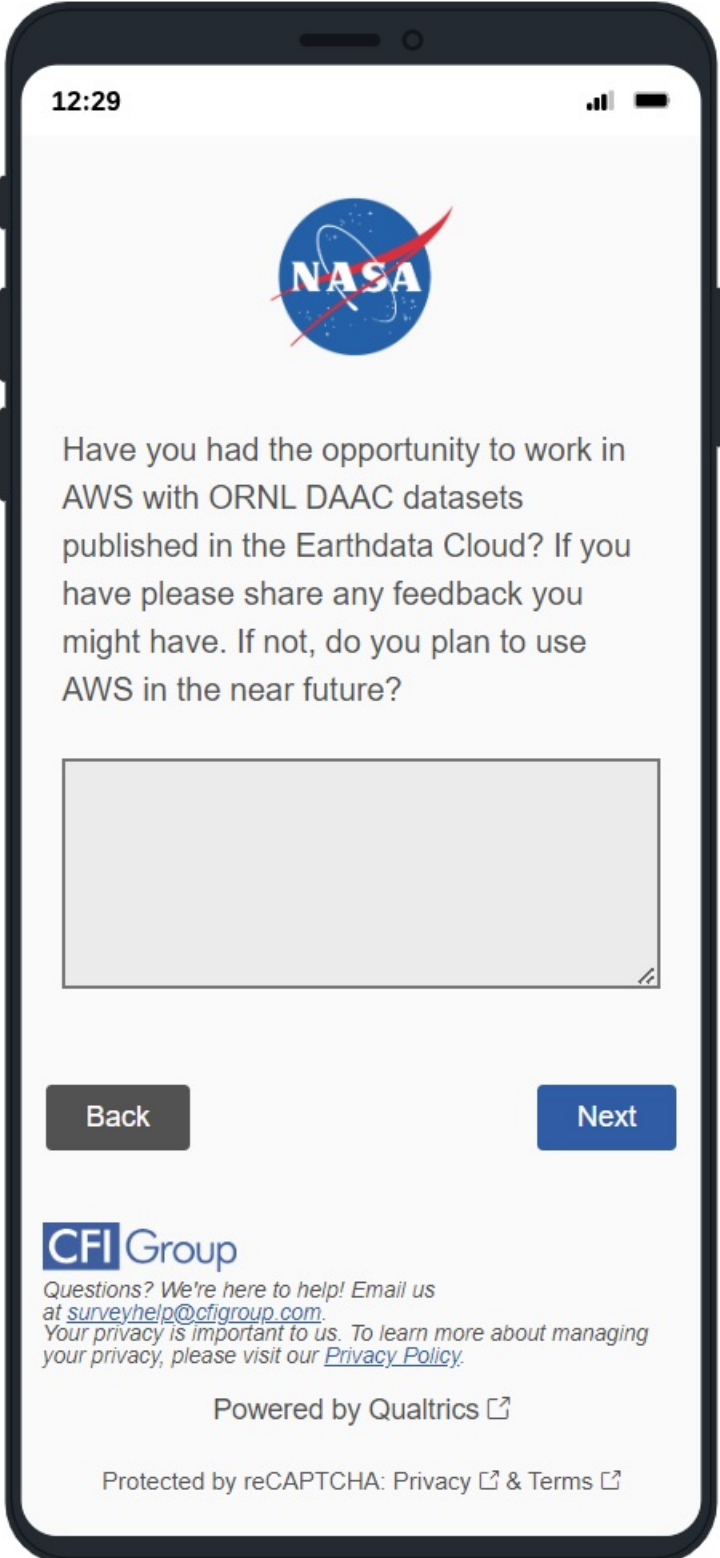 12:29
NASA
Have you had the opportunity to work in
AWS with ORNL DAAC datasets
published in the Earthdata Cloud? If you
have please share any feedback you
might have. If not, do you plan to use
AWS in the near future?
Back
Next
CFI Group
Questions? We're here to help! Email us
at surveyhelp@cfigroup.com.
Your privacy is important to us. To learn more about managing
your privacy, please visit our Privacy Policy.
Powered by Qualtrics
Protected by reCAPTCHA: Privacy & Terms